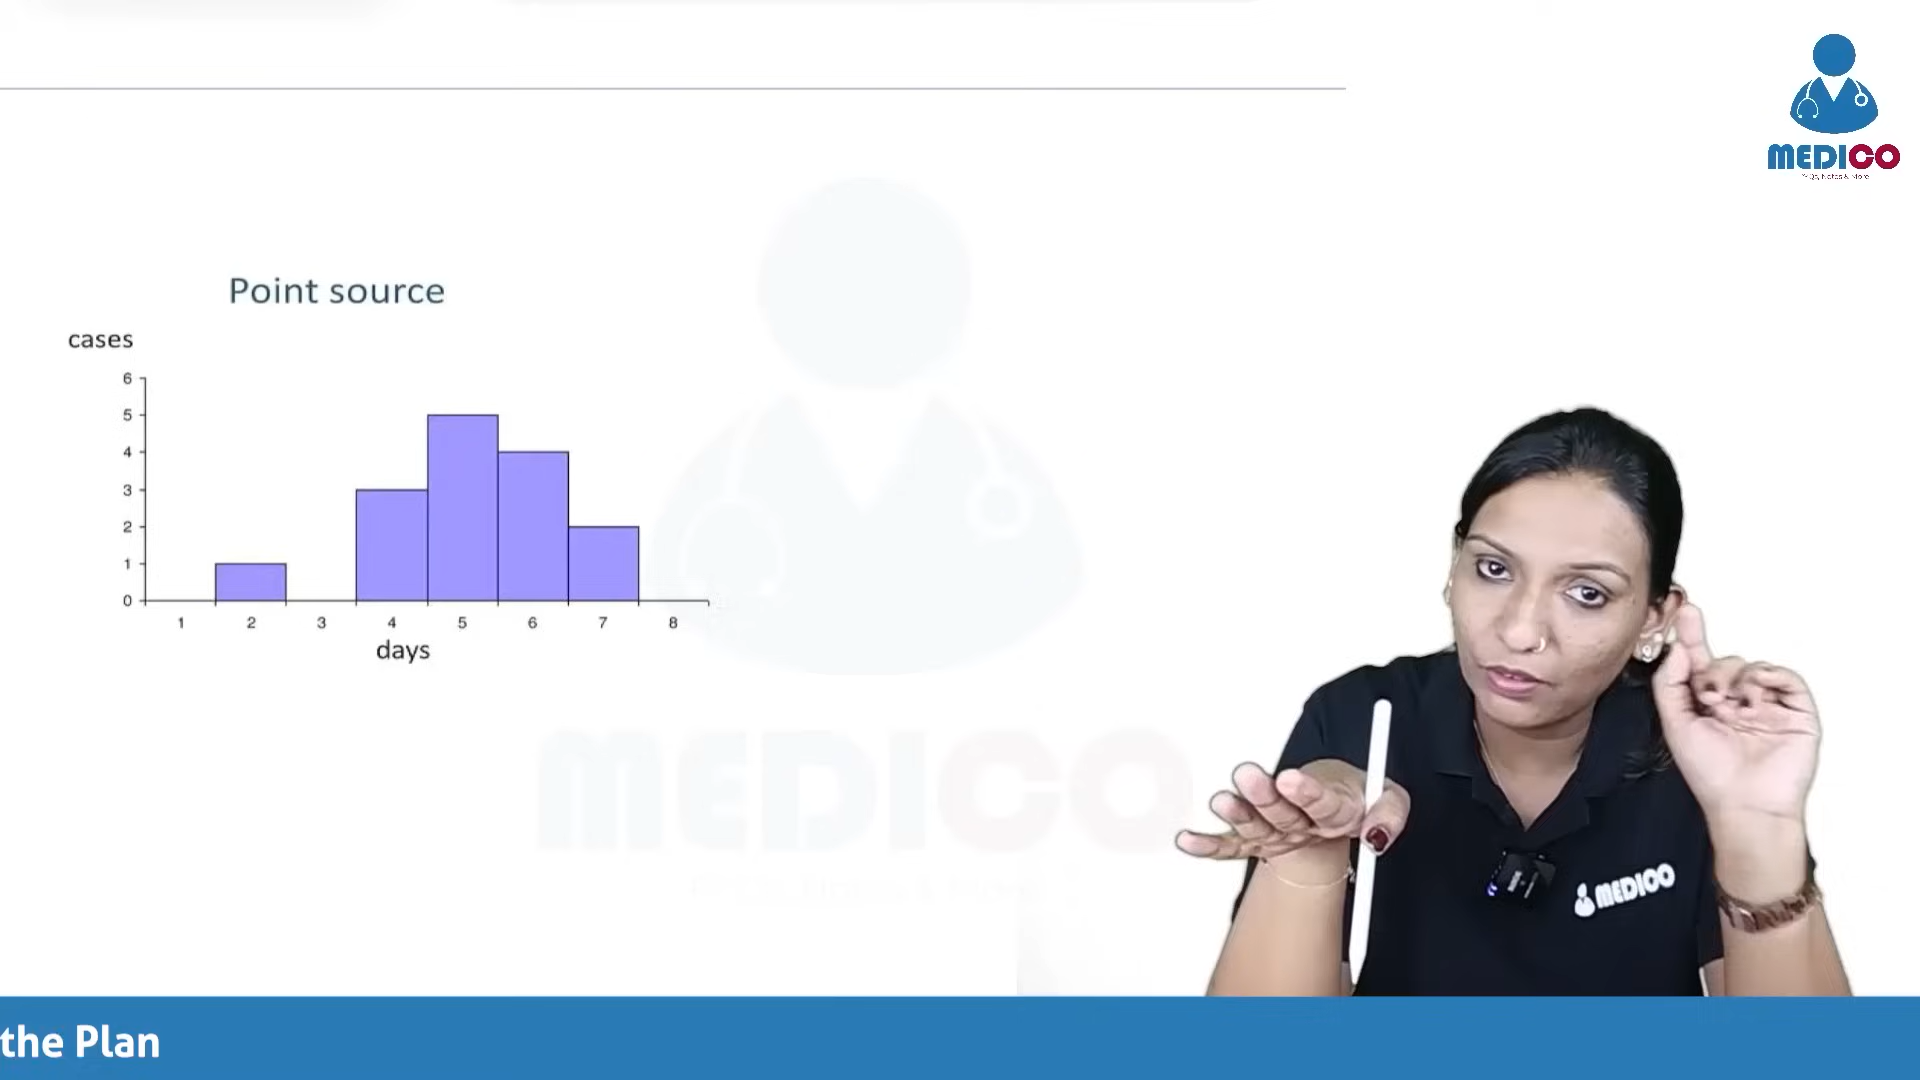 MEDICO
Point source
cases
6
5
4
3
2
1
0
1 2 3 4 5 6 7 8
days
MEDICO
MEDICO
the Plan